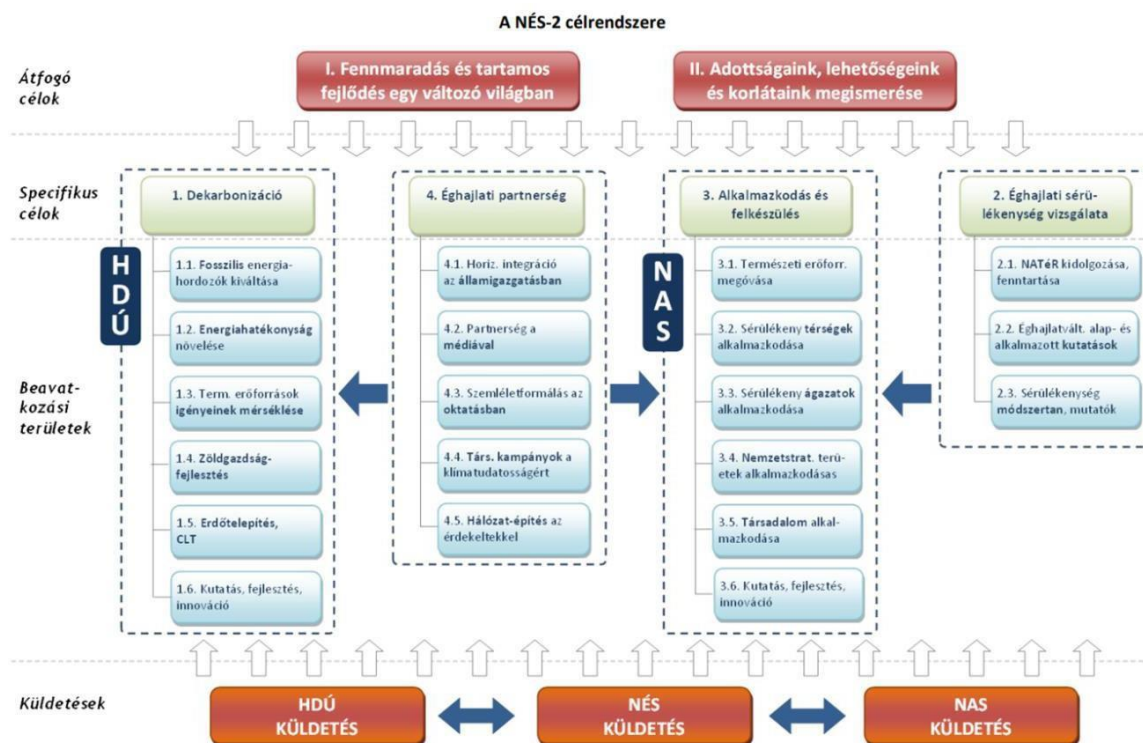 A NÉS-2 célrendszere
Átfogó
célok
I. Fennmaradás és tartamos
fejlődés egy változó világban
II. Adottságaink, lehetőségeink
és korlátaink megismerése
Specifikus
célok
1. Dekarbonizáció
4. Éghajlati partnerség
3. Alkalmazkodás és
felkészülés
2. Éghajlati sérü-
lékenység vizsgálata
Beavat-
kozási
területek
HDÚ
1.1. Fosszilis energia-
hordozók kiváltása
1.2. Energiahatékonyság
növelése
1.3. Term. erőforrások
igényeinek mérséklése
1.4. Zöldgazdaság-
fejlesztés
1.5. Erdőtelepítés,
CLT
1.6. Kutatás, fejlesztés,
innováció
4.1. Horiz. integráció
az államigazgatásban
4.2. Partnerség a
médiával
4.3. Szemléletformálás az
oktatásban
4.4. Társ. kampányok a
klímatudatosságért
4.5. Hálózat-építés az
érdekeltekkel
NAS
3.1. Természeti erőforr.
megóvása
3.2. Sérülékeny térségek
alkalmazkodása
3.3. Sérülékeny ágazatok
alkalmazkodása
3.4. Nemzetstrat. terü-
letek alkalmazkodásas
3.5. Társadalom alkal-
mazkodása
3.6. Kutatás, fejlesztés,
innováció
2.1. NATéR kidolgozása,
fenntartása
2.2. Éghajlatvált. alap- és
alkalmazott kutatások
2.3. Sérülékenység
módszertan, mutatók
Küldetések
HDÚ
KÜLDETÉS
NÉS
KÜLDETÉS
NAS
KÜLDETÉS